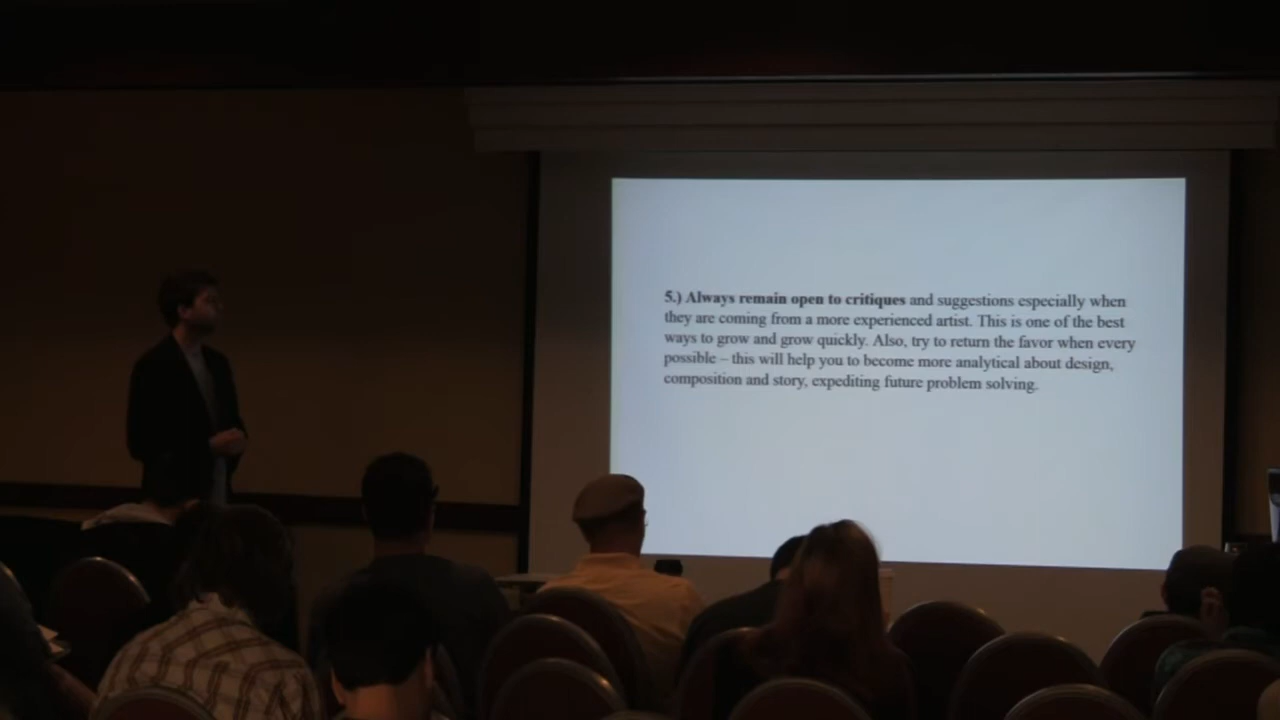 5.) Always remain open to critiques and suggestions especially when
they are coming from a more experienced artist. This is one of the best
ways to grow and grow quickly. Also, try to return the favor when every
possible – this will help you to become more analytical about design,
composition and story, expediting future problem solving.